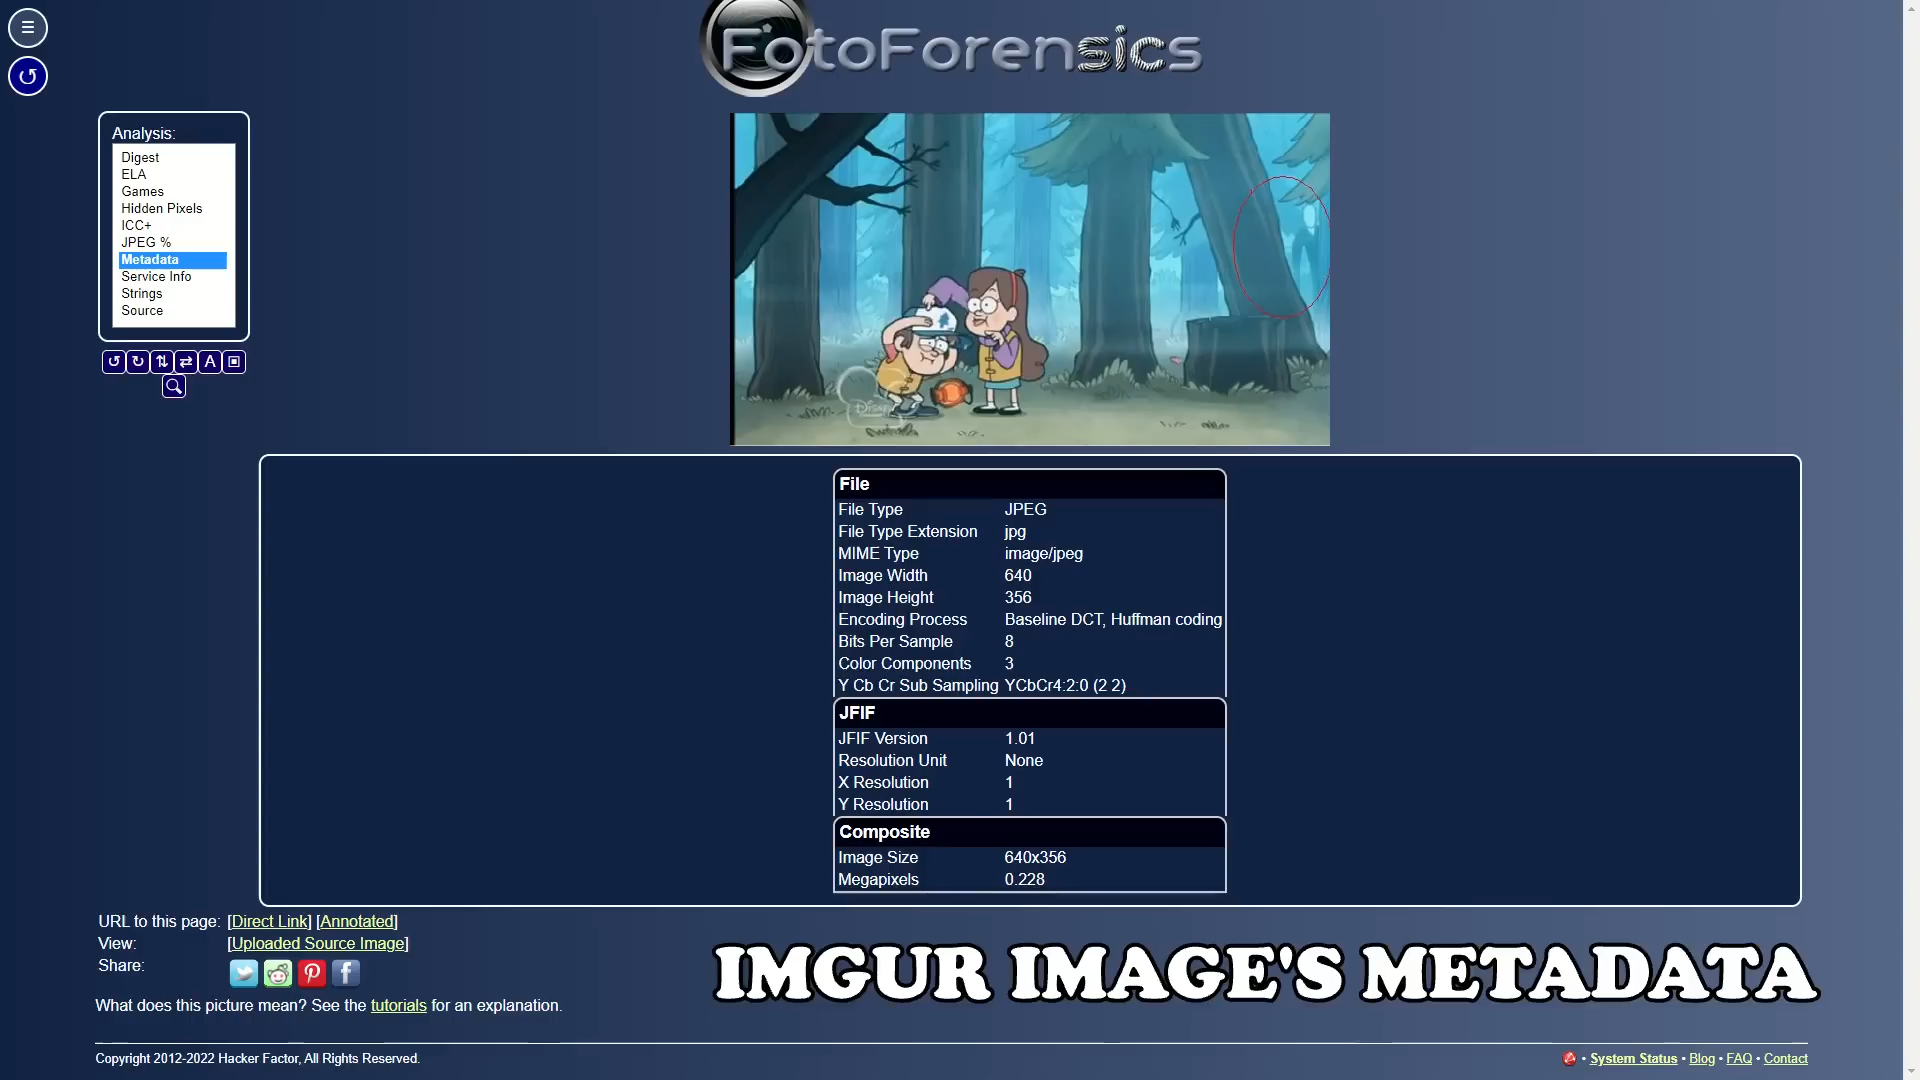 FotoForensics
Analysis:
Digest
ELA
Games
Hidden Pixels
ICC+
JPEG %
Metadata
Service Info
Strings
Source
A
Disney
File
File Type JPEG
File Type Extension jpg
MIME Type image/jpeg
Image Width 640
Image Height 356
Encoding Process Baseline DCT, Huffman coding
Bits Per Sample 8
Color Components 3
Y Cb Cr Sub Sampling YCbCr4:2:0 (2 2)
JFIF
JFIF Version 1.01
Resolution Unit None
X Resolution 1
Y Resolution 1
Composite
Image Size 640x356
Megapixels 0.228
URL to this page: [Direct Link] [Annotated]
View: [Uploaded Source Image]
Share:
What does this picture mean? See the tutorials for an explanation.
IMGUR IMAGE'S METADATA
Copyright 2012-2022 Hacker Factor, All Rights Reserved.
• System Status • Blog • FAQ • Contact